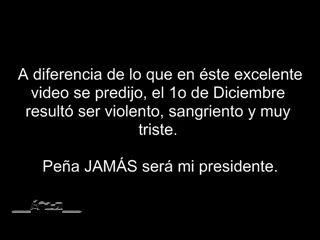 A diferencia de lo que en éste excelente
video se predijo, el 1o de Diciembre
resultó ser violento, sangriento y muy
triste.
Peña JAMÁS será mi presidente.